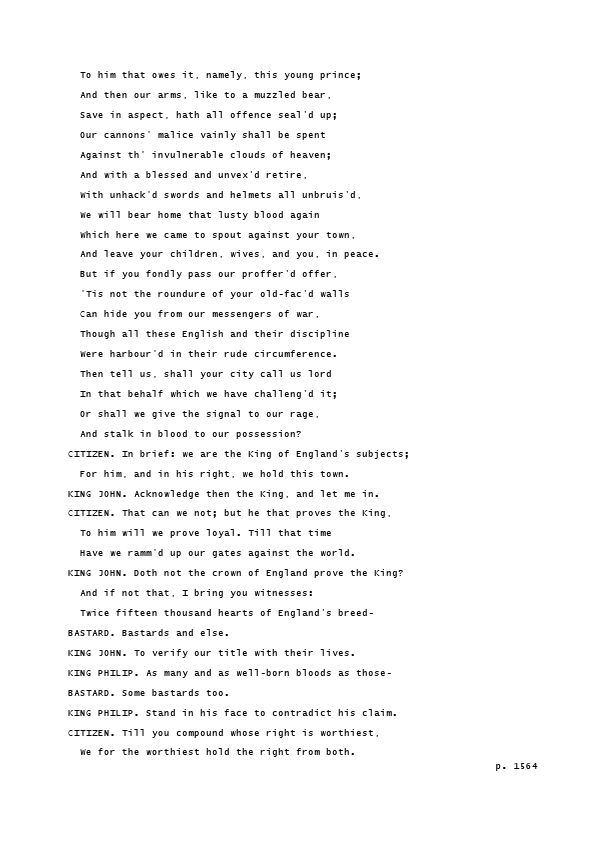 To him that owes it, namely, this young prince;
And then our arms, like to a muzzled bear,
Save in aspect, hath all offence seal'd up;
Our cannons' malice vainly shall be spent
Against th' invulnerable clouds of heaven;
And with a blessed and unvex'd retire,
With unhack'd swords and helmets all unbruis'd,
We will bear home that lusty blood again
Which here we came to spout against your town,
And leave your children, wives, and you, in peace.
But if you fondly pass our proffer'd offer,
'Tis not the roundure of your old-fac'd walls
Can hide you from our messengers of war,
Though all these English and their discipline
Were harbour'd in their rude circumference.
Then tell us, shall your city call us lord
In that behalf which we have challeng'd it;
Or shall we give the signal to our rage,
And stalk in blood to our possession?
CITIZEN. In brief: we are the King of England's subjects;
For him, and in his right, we hold this town.
KING JOHN. Acknowledge then the King, and let me in.
CITIZEN. That can we not; but he that proves the King,
To him will we prove loyal. Till that time
Have we ramm'd up our gates against the world.
KING JOHN. Doth not the crown of England prove the King?
And if not that, I bring you witnesses:
Twice fifteen thousand hearts of England's breed-
BASTARD. Bastards and else.
KING JOHN. To verify our title with their lives.
KING PHILIP. As many and as well-born bloods as those-
BASTARD. Some bastards too.
KING PHILIP. Stand in his face to contradict his claim.
CITIZEN. Till you compound whose right is worthiest,
We for the worthiest hold the right from both.
p. 1564